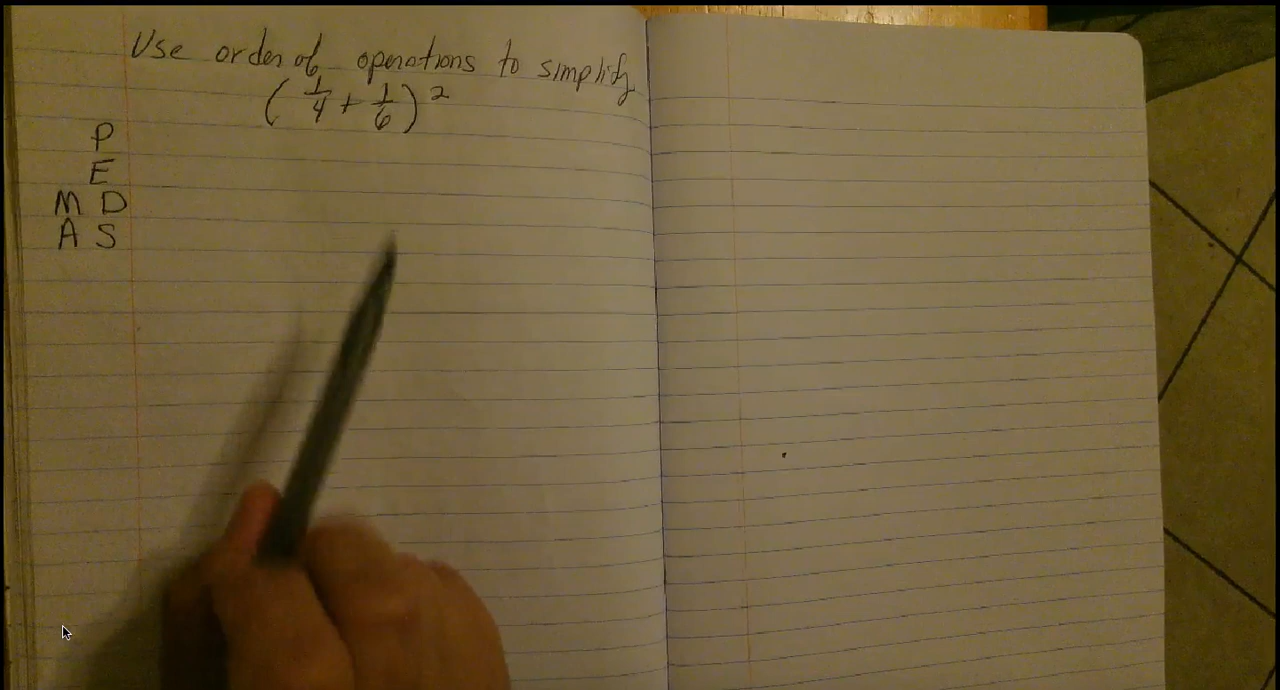 Use order of operations to simplify
(1/4 + 1/6)²
P
E
M D
A S